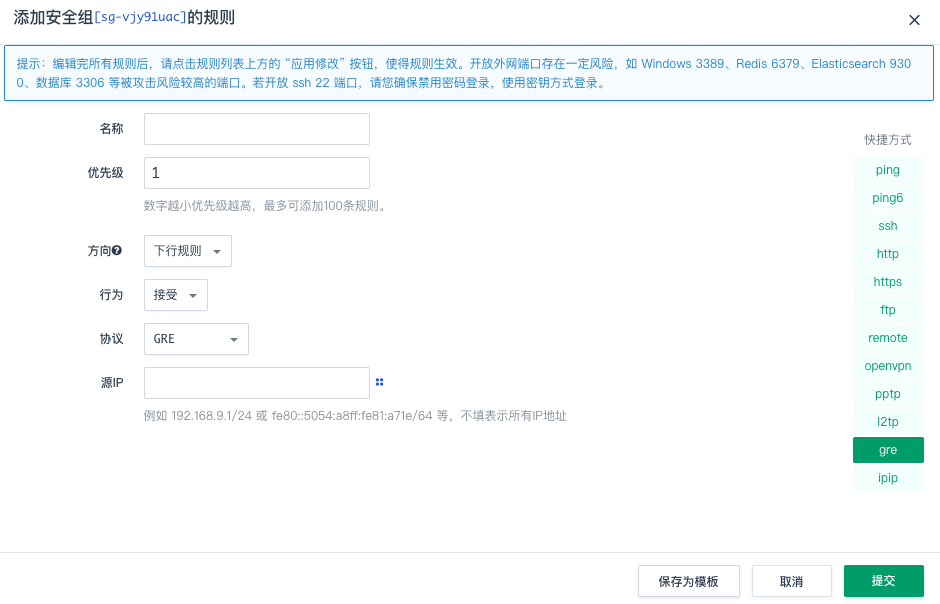 添加安全组[sg-vjy91uac]的规则
提示：编辑完所有规则后，请点击规则列表上方的 “应用修改” 按钮，使得规则生效。开放外网端口存在一定风险，如 Windows 3389、Redis 6379、Elasticsearch 930
0、数据库 3306 等被攻击风险较高的端口。若开放 ssh 22 端口，请您确保禁用密码登录，使用密钥方式登录。
名称
优先级 1
数字越小优先级越高，最多可添加100条规则。
方向 下行规则
行为 接受
协议 GRE
源IP
例如 192.168.9.1/24 或 fe80::5054:a8ff:fe81:a71e/64 等，不填表示所有IP地址
快捷方式
ping
ping6
ssh
http
https
ftp
remote
openvpn
pptp
l2tp
gre
ipip
保存为模板 取消 提交